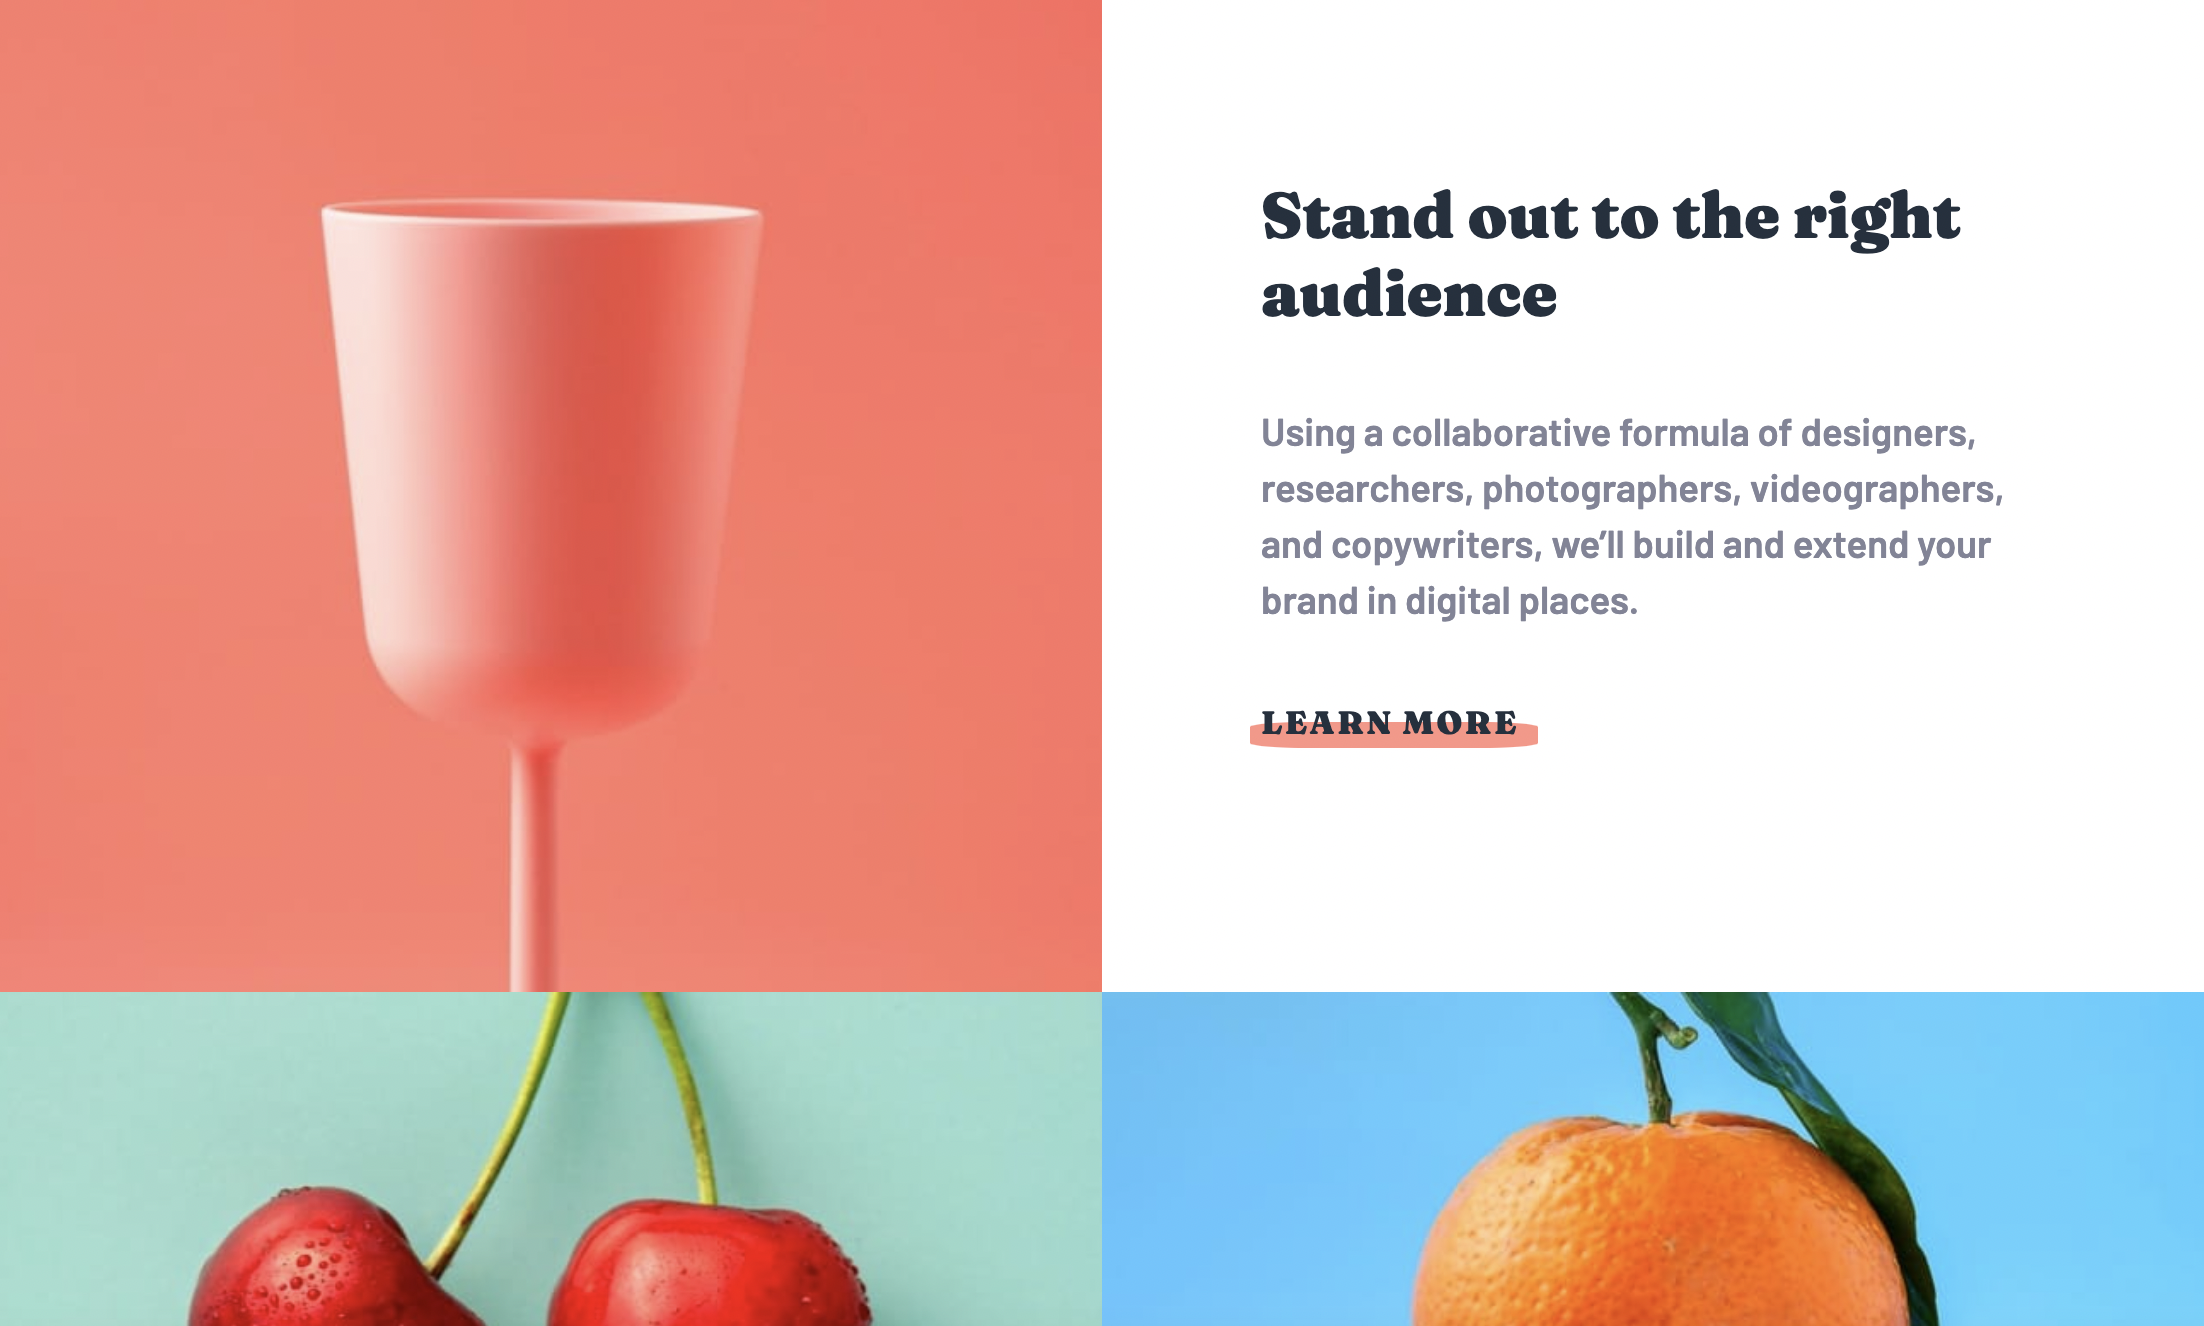 Stand out to the right
audience
Using a collaborative formula of designers,
researchers, photographers, videographers,
and copywriters, we’ll build and extend your
brand in digital places.
LEARN MORE